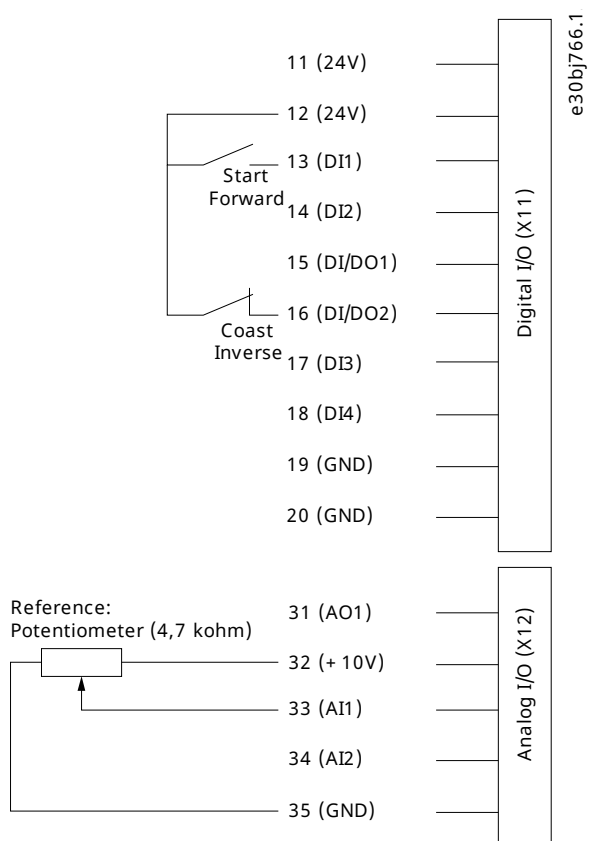 e30bj766.1
11 (24V)
12 (24V)
13 (DI1)
Start
Forward
14 (DI2)
15 (DI/DO1)
16 (DI/DO2)
Coast
Inverse
17 (DI3)
18 (DI4)
19 (GND)
20 (GND)
Digital I/O (X11)
Reference:
Potentiometer (4,7 kohm)
31 (AO1)
32 (+ 10V)
33 (AI1)
34 (AI2)
35 (GND)
Analog I/O (X12)